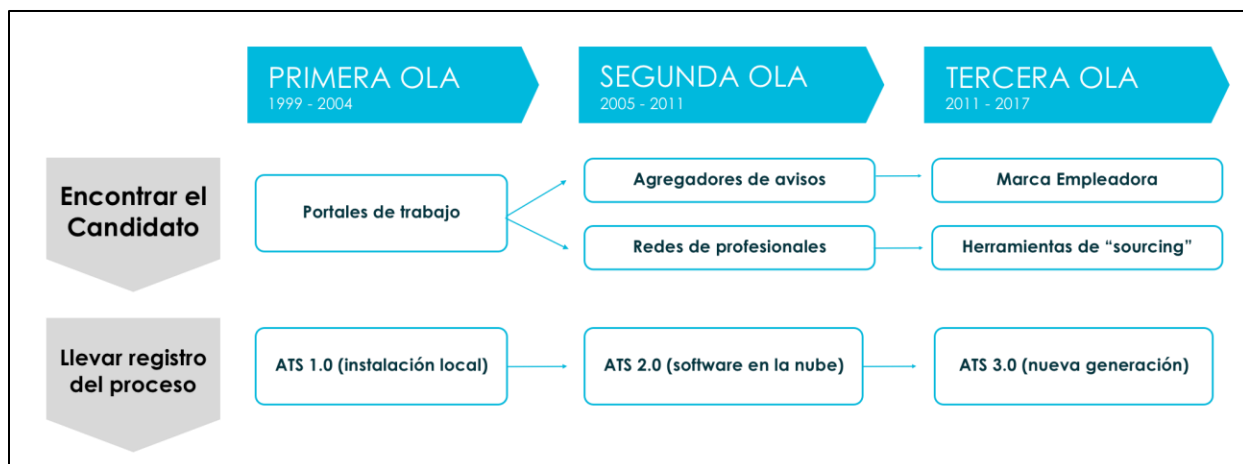 PRIMERA OLA
1999 - 2004
SEGUNDA OLA
2005 - 2011
TERCERA OLA
2011 - 2017
Encontrar el
Candidato
Portales de trabajo
Agregadores de avisos
Marca Empleadora
Redes de profesionales
Herramientas de “sourcing”
Llevar registro
del proceso
ATS 1.0 (instalación local)
ATS 2.0 (software en la nube)
ATS 3.0 (nueva generación)